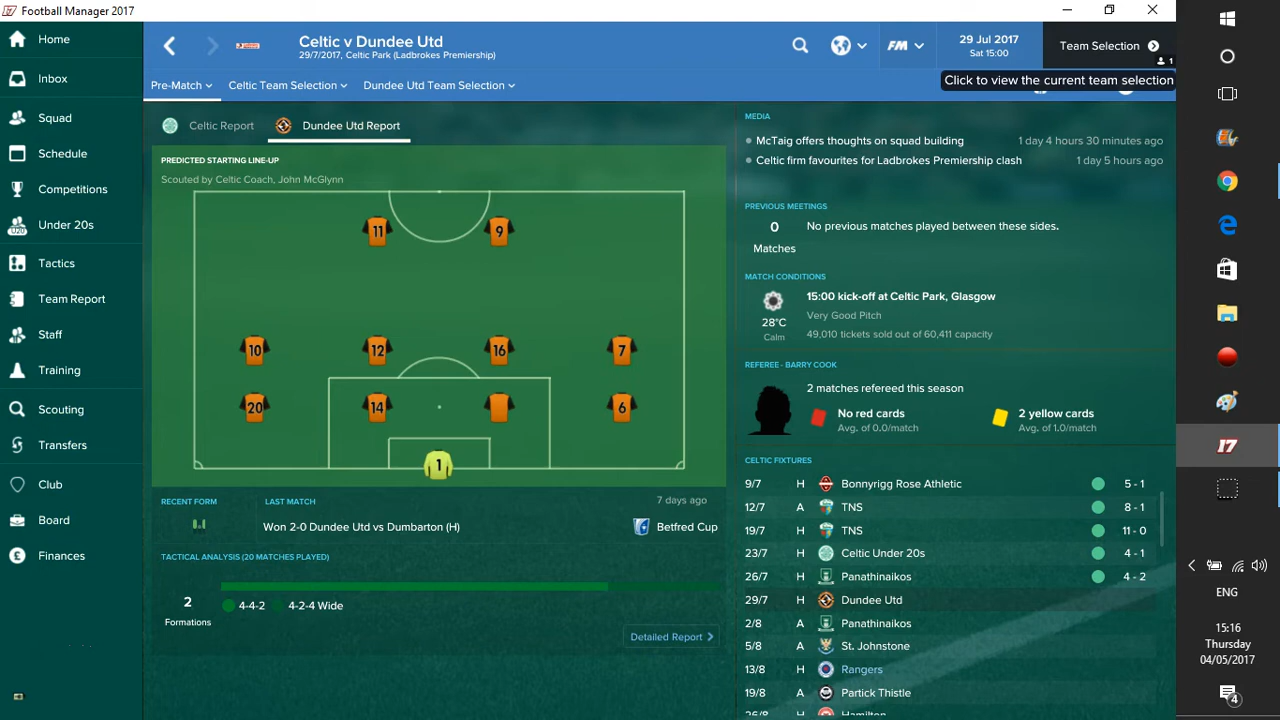 17 Football Manager 2017
Home
Inbox
Squad
Schedule
Competitions
U20
Under 20s
Tactics
Team Report
Staff
Training
Scouting
Transfers
Club
Board
£ Finances
Celtic v Dundee Utd
29/7/2017, Celtic Park (Ladbrokes Premiership)
FM
29 Jul 2017
Sat 15:00
Team Selection
1
Click to view the current team selection
Pre-Match
Celtic Team Selection
Dundee Utd Team Selection
Celtic Report
Dundee Utd Report
PREDICTED STARTING LINE-UP
Scouted by Celtic Coach, John McGlynn
11 9
10 12 16 7
20 14 6
1
RECENT FORM
LAST MATCH
7 days ago
Won 2-0 Dundee Utd vs Dumbarton (H)
Betfred Cup
TACTICAL ANALYSIS (20 MATCHES PLAYED)
2
Formations
4-4-2
4-2-4 Wide
Detailed Report
MEDIA
McTaig offers thoughts on squad building 1 day 4 hours 30 minutes ago
Celtic firm favourites for Ladbrokes Premiership clash 1 day 5 hours ago
PREVIOUS MEETINGS
0
Matches
No previous matches played between these sides.
MATCH CONDITIONS
28°C
Calm
15:00 kick-off at Celtic Park, Glasgow
Very Good Pitch
49,010 tickets sold out of 60,411 capacity
REFEREE - BARRY COOK
2 matches refereed this season
No red cards
Avg. of 0.0/match
2 yellow cards
Avg. of 1.0/match
CELTIC FIXTURES
9/7 H Bonnyrigg Rose Athletic 5 - 1
12/7 A TNS 8 - 1
19/7 H TNS 11 - 0
23/7 H Celtic Under 20s 4 - 1
26/7 H Panathinaikos 4 - 2
29/7 H Dundee Utd
2/8 A Panathinaikos
5/8 A St. Johnstone
13/8 H Rangers
19/8 A Partick Thistle
26/8 H Hamilton
17
ENG
15:16
Thursday
04/05/2017
4